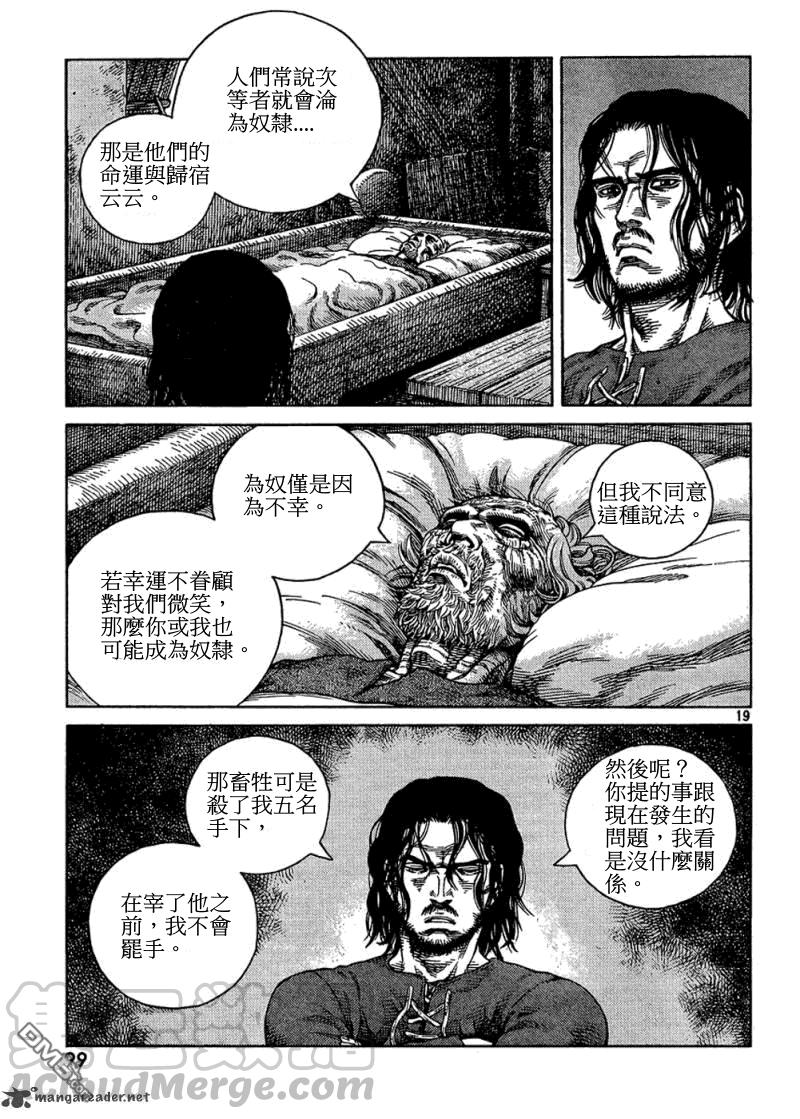 人們常說次
等者就會淪
為奴隸....
那是他們的
命運與歸宿
云云。
但我不同意
這種說法。
為奴僅是因
為不幸。
若幸運不眷顧
對我們微笑，
那麼你或我也
可能成為奴隸。
19
然後呢？
你提的事跟
現在發生的
問題，我看
是沒什麼關
係。
那畜牲可是
殺了我五名
手下，
在宰了他之
前，我不會
罷手。
99
AcloudMerge.com
mangareader.net